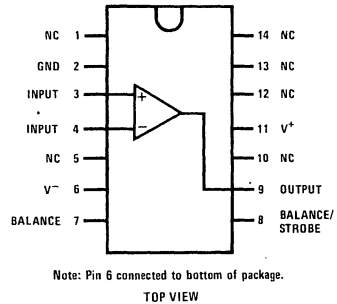 NC 1 14 NC
GND 2 13 NC
INPUT 3 + 12 NC
INPUT 4 − 11 V+
NC 5 10 NC
V− 6 9 OUTPUT
BALANCE 7 8 BALANCE/
STROBE
Note: Pin 6 connected to bottom of package.
TOP VIEW